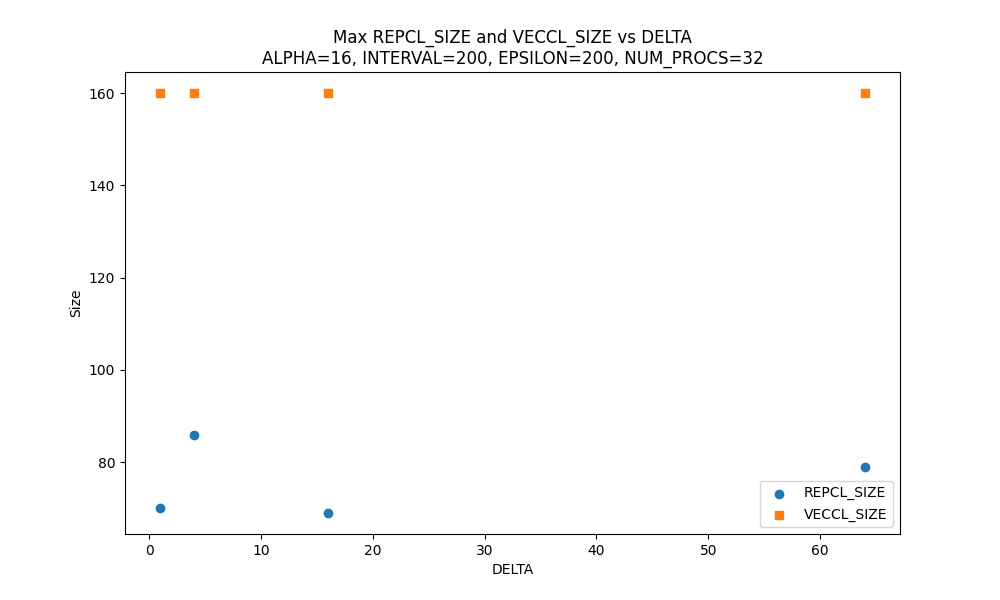 Max REPCL_SIZE and VECCL_SIZE vs DELTA
ALPHA=16, INTERVAL=200, EPSILON=200, NUM_PROCS=32
160
140
120
100
80
Size
REPCL_SIZE
VECCL_SIZE
0
10
20
30
40
50
60
DELTA